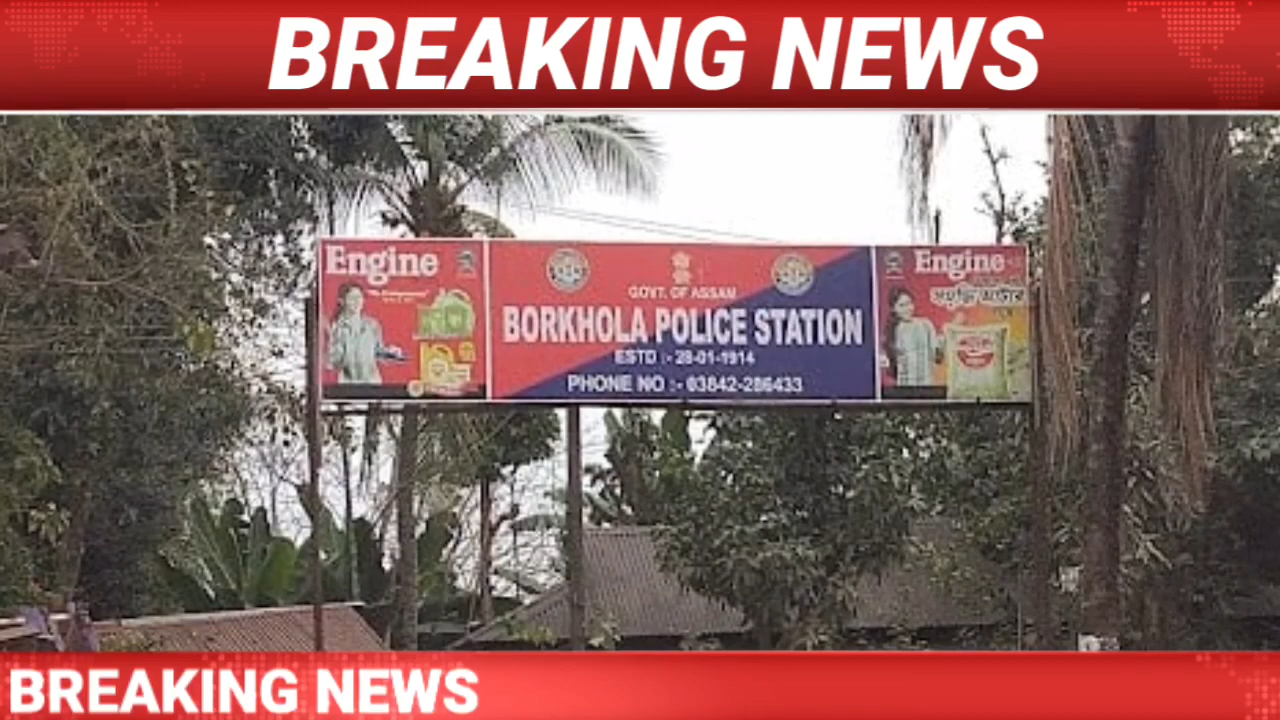 BREAKING NEWS
Engine
GOVT. OF ASSAM
BORKHOLA POLICE STATION
ESTD :- 28-01-1914
PHONE NO :- 03842-286433
Engine
BREAKING NEWS